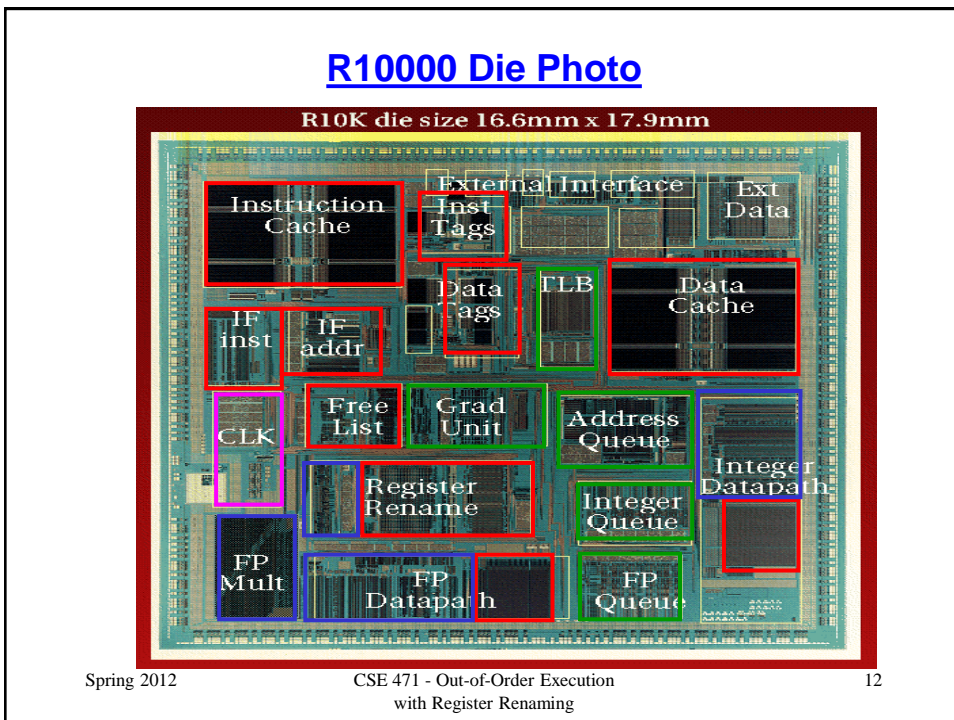 R10000 Die Photo
R10K die size 16.6mm x 17.9mm
External Interface
Ext
Data
Instruction
Cache
Inst
Tags
Data
Tags
TLB
Data
Cache
IF
inst
IF
addr
CLK
Free
List
Grad
Unit
Address
Queue
Integer
Datapath
Register
Rename
Integer
Queue
FP
Mult
FP
Datapath
FP
Queue
Spring 2012
CSE 471 - Out-of-Order Execution
with Register Renaming
12